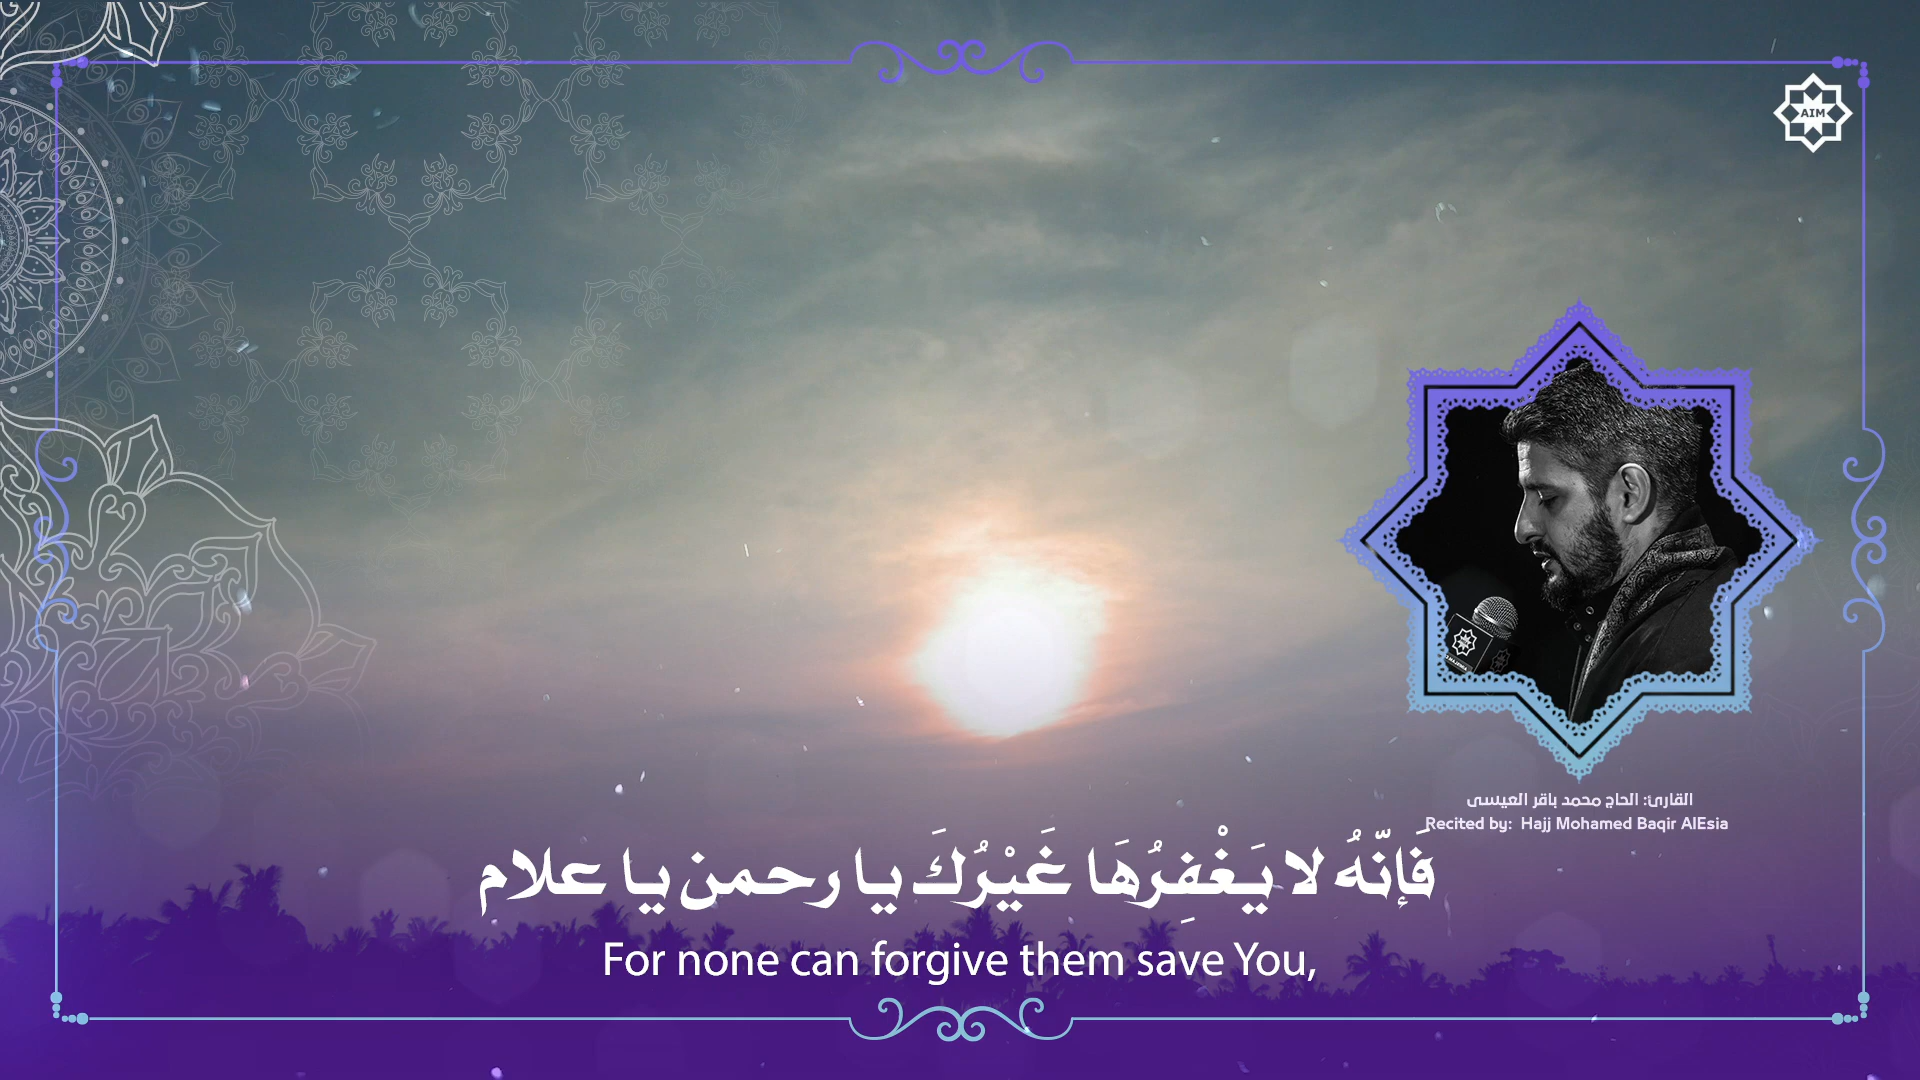 AIM
القارئ: الحاج محمد باقر العيسى
Recited by: Hajj Mohamed Baqir AlEsia
فَإنّهُ لا يَغْفِرُهَا غَيْرُكَ يا رحمن يا علام
For none can forgive them save You,